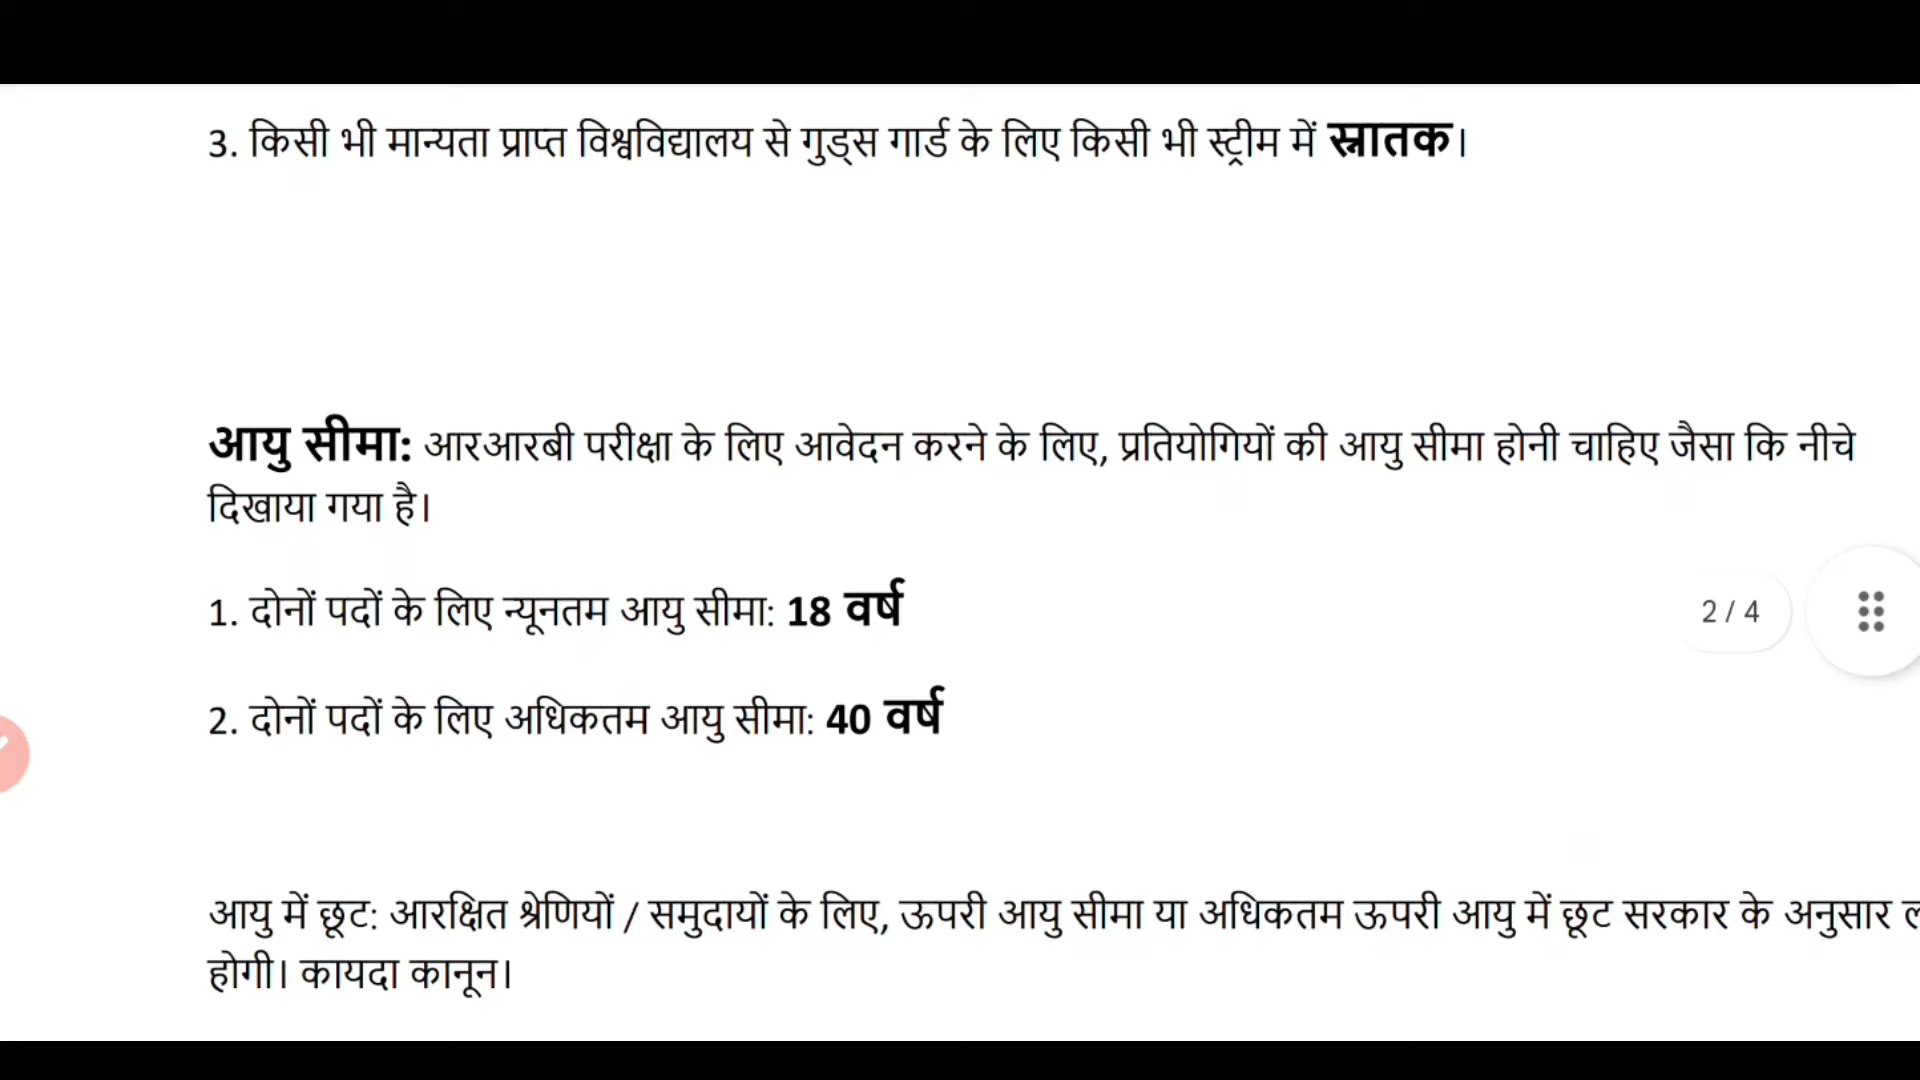 3. किसी भी मान्यता प्राप्त विश्वविद्यालय से गुड्स गार्ड के लिए किसी भी स्ट्रीम में स्नातक।
आयु सीमा: आरआरबी परीक्षा के लिए आवेदन करने के लिए, प्रतियोगियों की आयु सीमा होनी चाहिए जैसा कि नीचे
दिखाया गया है।
1. दोनों पदों के लिए न्यूनतम आयु सीमा: 18 वर्ष
2 / 4
2. दोनों पदों के लिए अधिकतम आयु सीमा: 40 वर्ष
आयु में छूट: आरक्षित श्रेणियों / समुदायों के लिए, ऊपरी आयु सीमा या अधिकतम ऊपरी आयु में छूट सरकार के अनुसार
होगी। कायदा कानून।